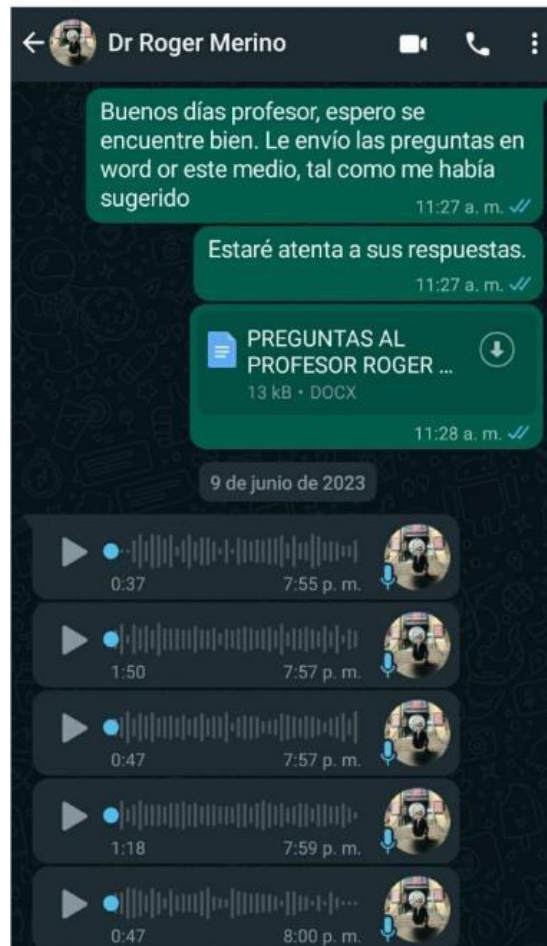 Dr Roger Merino
Buenos días profesor, espero se
encuentre bien. Le envío las preguntas en
word or este medio, tal como me había
sugerido
11:27 a. m.
Estaré atenta a sus respuestas.
11:27 a. m.
PREGUNTAS AL
PROFESOR ROGER ...
13 kB • DOCX
11:28 a. m.
9 de junio de 2023
0:37 7:55 p. m.
1:50 7:57 p. m.
0:47 7:57 p. m.
1:18 7:59 p. m.
0:47 8:00 p. m.